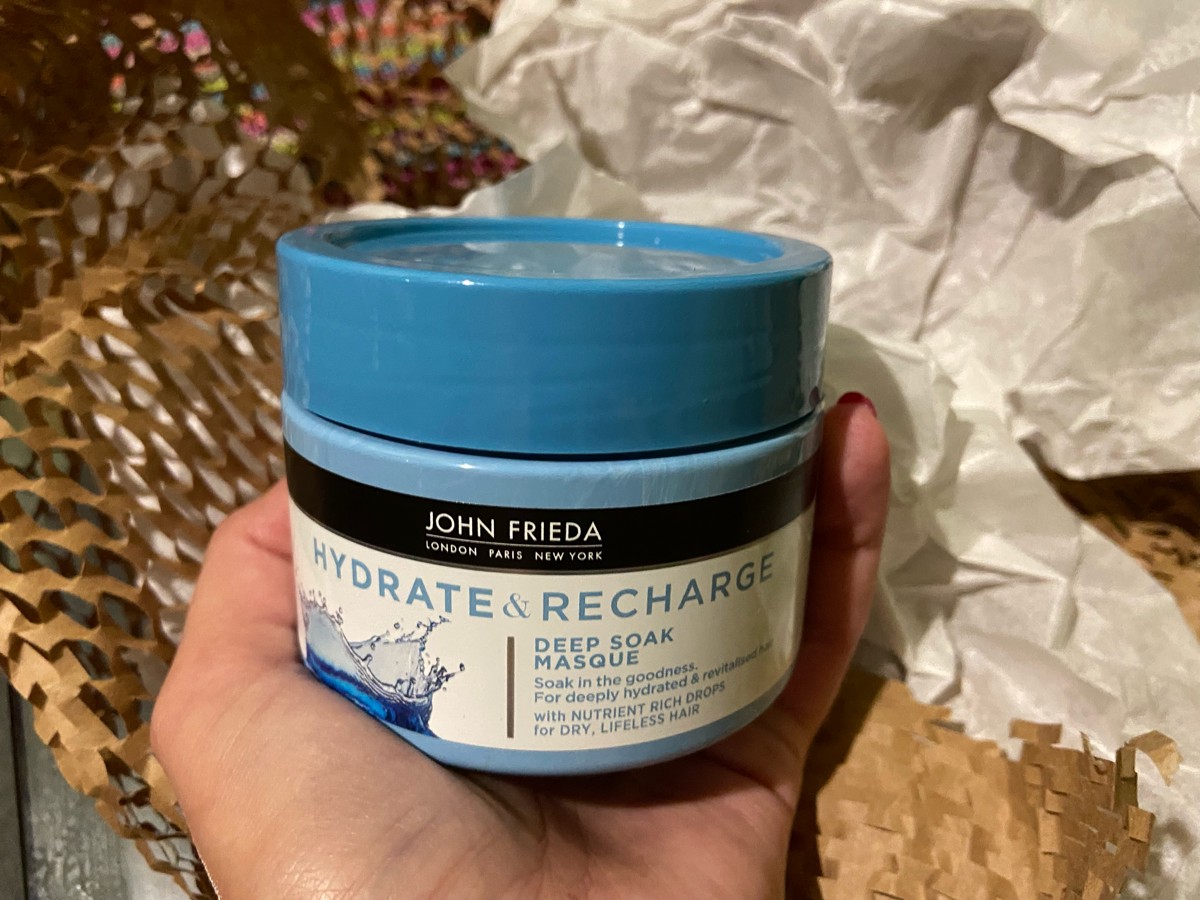 JOHN FRIEDA
LONDON PARIS NEW YORK
HYDRATE & RECHARGE
DEEP SOAK
MASQUE
Soak in the goodness.
For deeply hydrated & revitalised hair
with NUTRIENT RICH DROPS
for DRY, LIFELESS HAIR